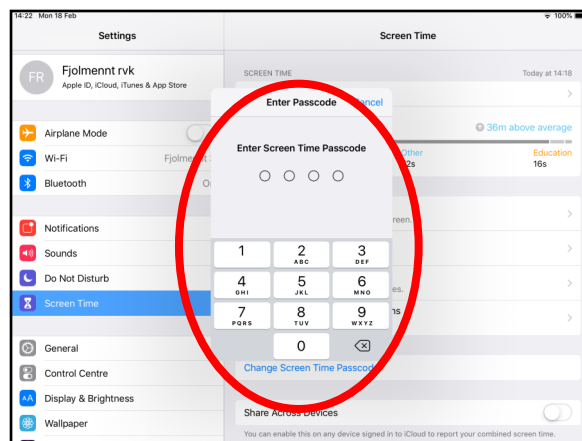 14:22 Mon 18 Feb
100%
Settings
Screen Time
FR
Fjolmennt rvk
Apple ID, iCloud, iTunes & App Store
Airplane Mode
Wi-Fi
Fjolmennt
Bluetooth
Notifications
Sounds
Do Not Disturb
Screen Time
General
Control Centre
AA
Display & Brightness
Wallpaper
SCREEN TIME
Today at 14:18
36m above average
Other
2s
Education
16s
reen.
es.
ns
Change Screen Time Passcode
Share Across Devices
You can enable this on any device signed in to iCloud to report your combined screen time.
Enter Passcode
Cancel
Enter Screen Time Passcode
1
2
ABC
3
DEF
4
GHI
5
JKL
6
MNO
7
PQRS
8
TUV
9
WXYZ
0